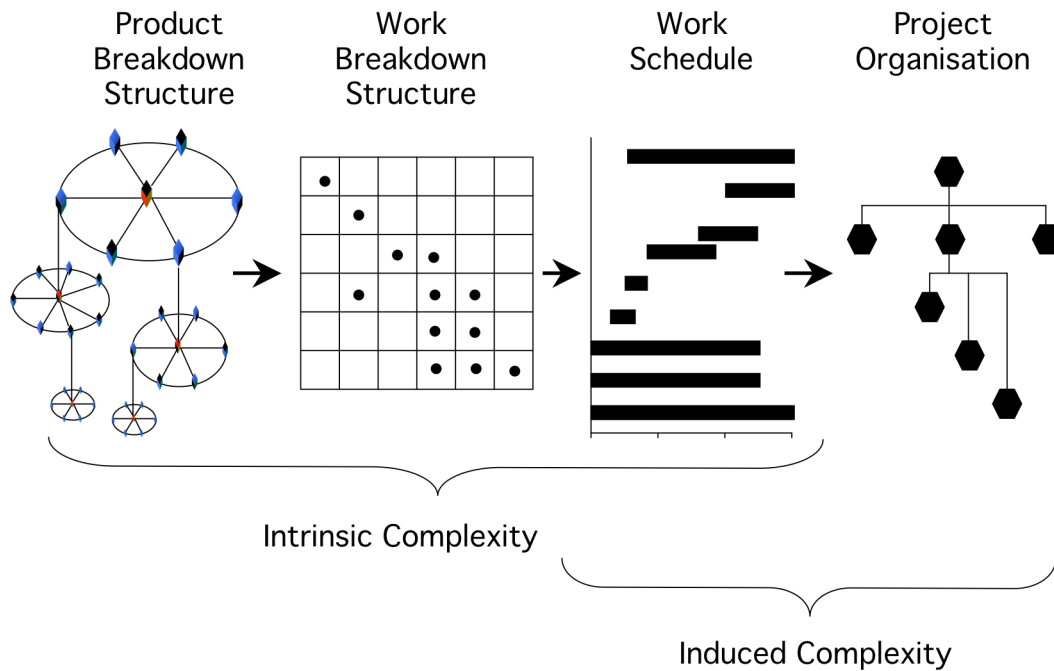 Product
Breakdown
Structure
Work
Breakdown
Structure
Work
Schedule
Project
Organisation
Intrinsic Complexity
Induced Complexity